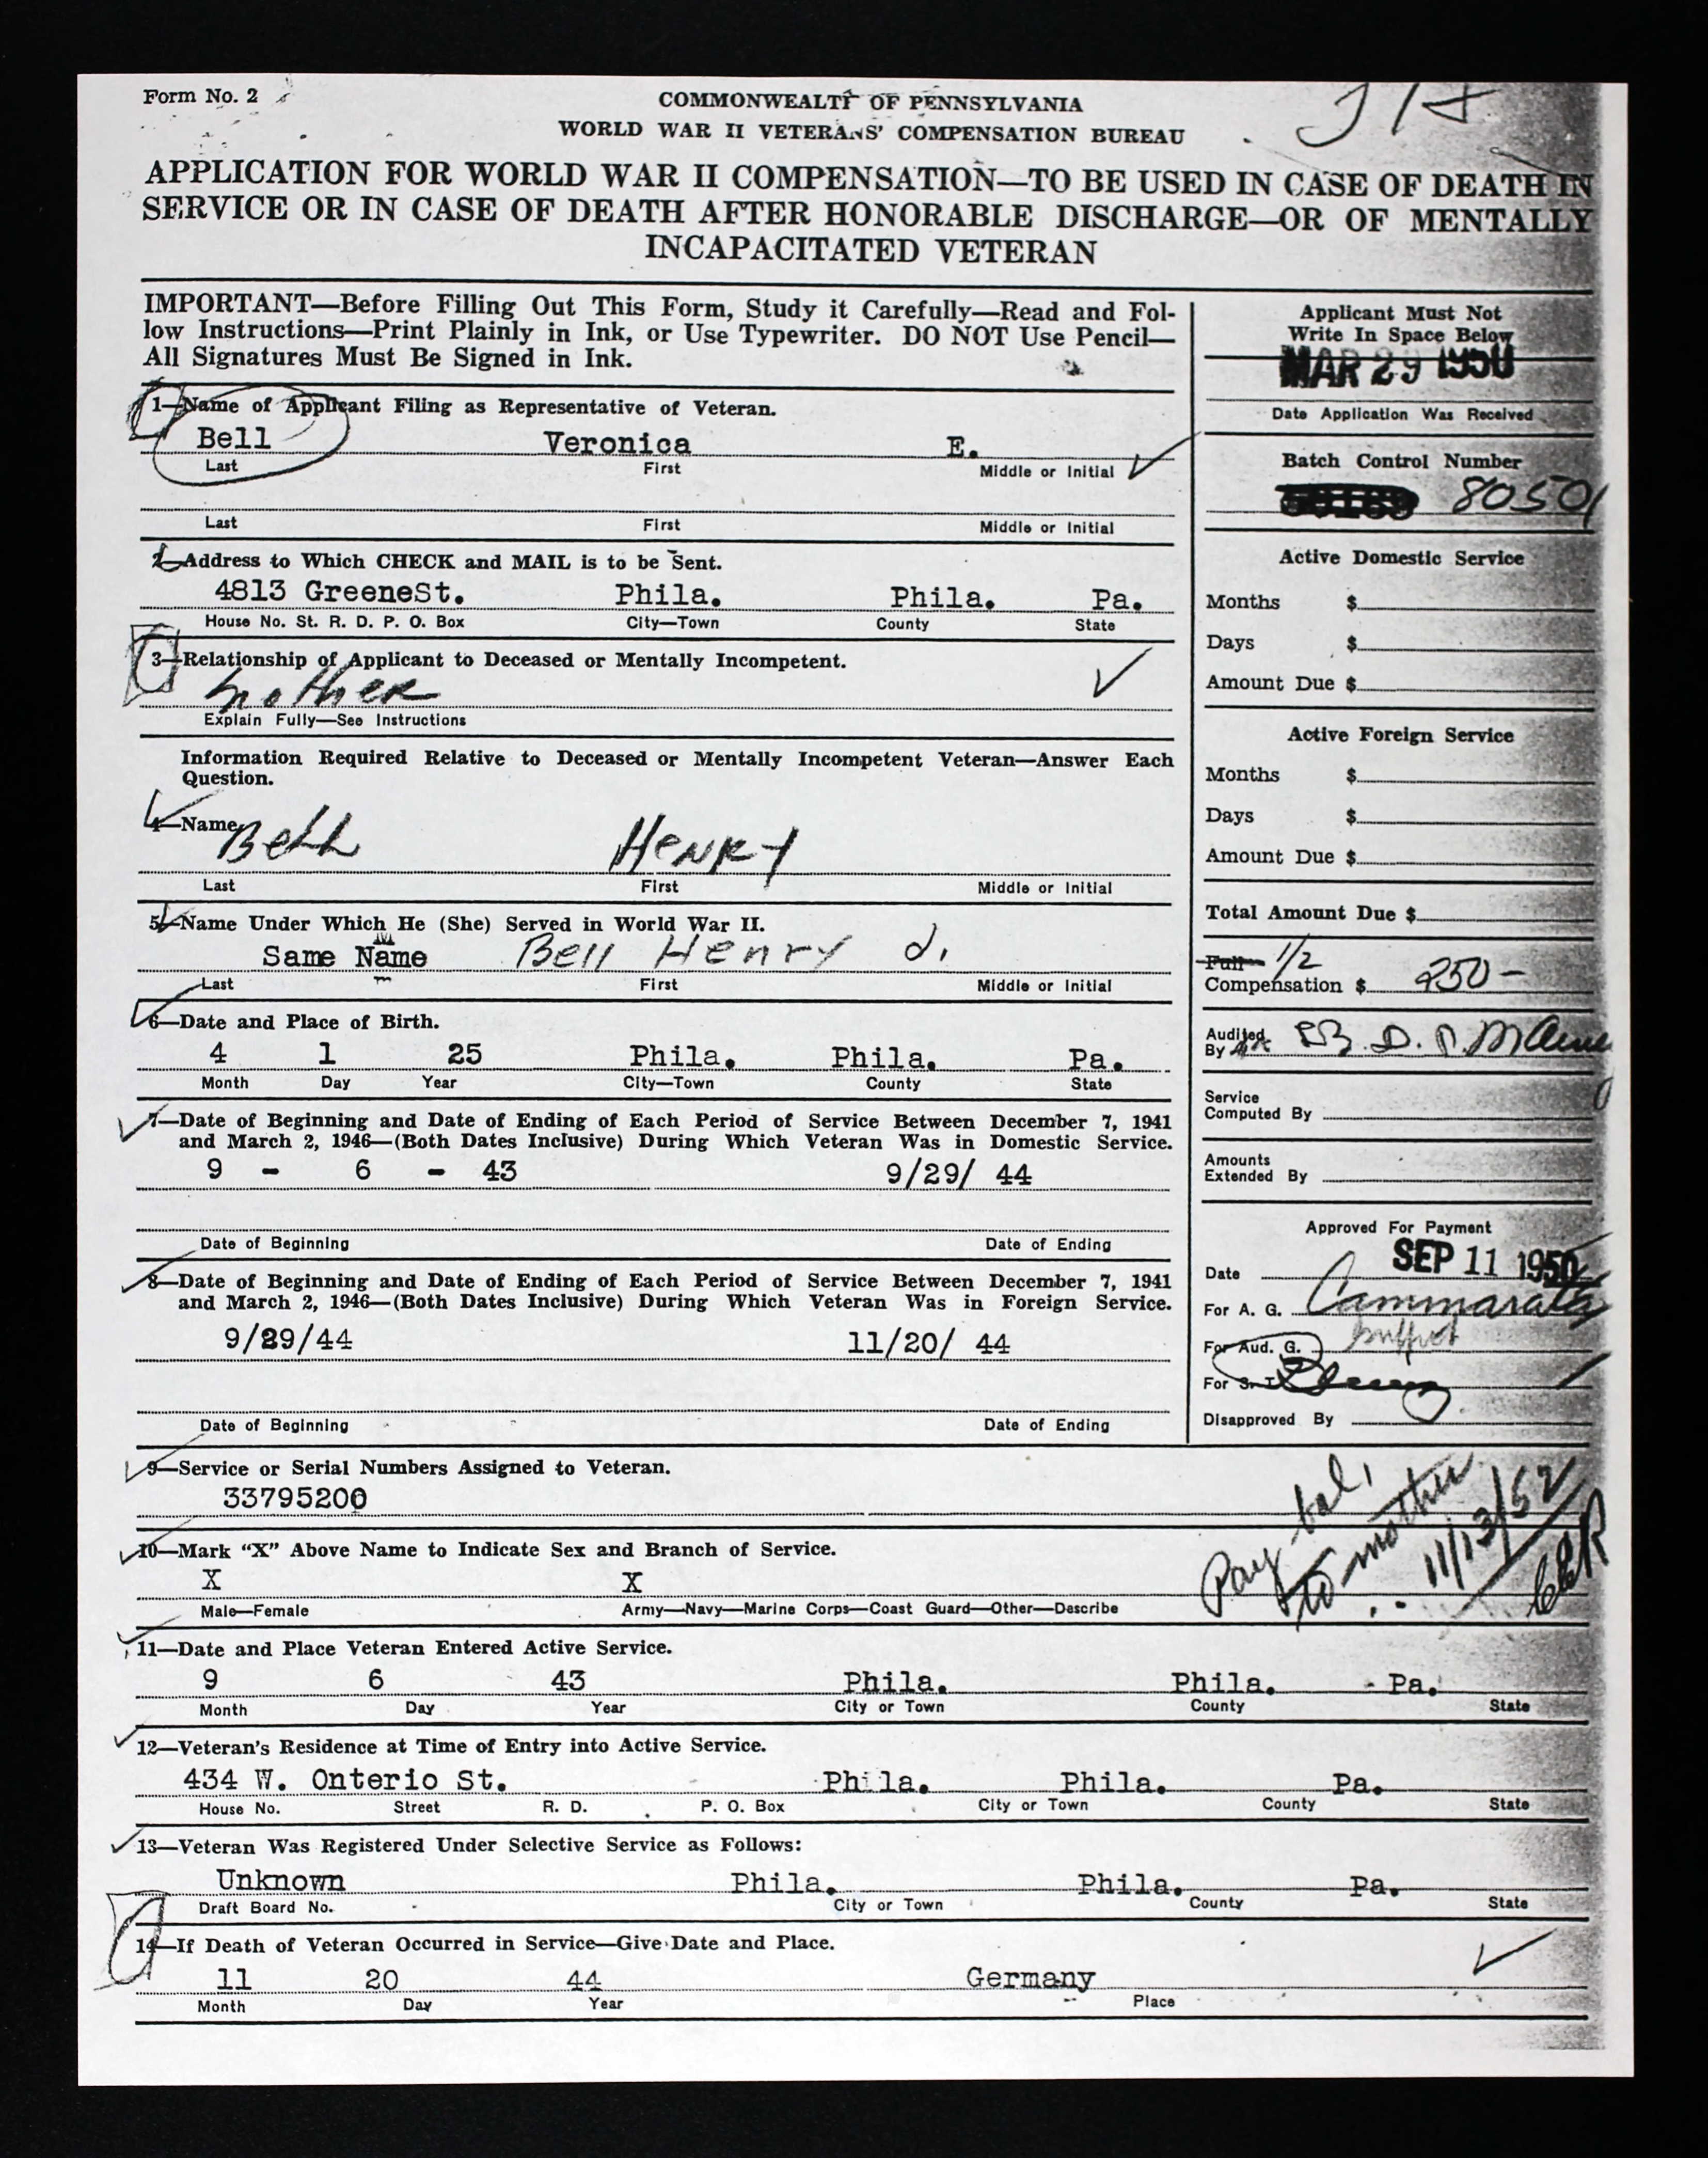 Form No. 2
COMMONWEALTH OF PENNSYLVANIA
WORLD WAR II VETERANS' COMPENSATION BUREAU
APPLICATION FOR WORLD WAR II COMPENSATION—TO BE USED IN CASE OF DEATH IN
SERVICE OR IN CASE OF DEATH AFTER HONORABLE DISCHARGE—OR OF MENTALLY
INCAPACITATED VETERAN
IMPORTANT—Before Filling Out This Form, Study it Carefully—Read and Fol-
low Instructions—Print Plainly in Ink, or Use Typewriter. DO NOT Use Pencil—
All Signatures Must Be Signed in Ink.
1—Name of Applicant Filing as Representative of Veteran.
Bell Veronica E.
Last First Middle or Initial
Last First Middle or Initial
2—Address to Which CHECK and MAIL is to be Sent.
4813 GreeneSt. Phila. Phila. Pa.
House No. St. R. D. P. O. Box City—Town County State
3—Relationship of Applicant to Deceased or Mentally Incompetent.
Mother
Explain Fully—See Instructions
Information Required Relative to Deceased or Mentally Incompetent Veteran—Answer Each
Question.
4—Name
Bell Henry
Last First Middle or Initial
5—Name Under Which He (She) Served in World War II.
Same Name Bell Henry J.
Last First Middle or Initial
6—Date and Place of Birth.
4 1 25 Phila. Phila. Pa.
Month Day Year City—Town County State
7—Date of Beginning and Date of Ending of Each Period of Service Between December 7, 1941
and March 2, 1946—(Both Dates Inclusive) During Which Veteran Was in Domestic Service.
9 - 6 - 43 9/29/ 44
Date of Beginning Date of Ending
8—Date of Beginning and Date of Ending of Each Period of Service Between December 7, 1941
and March 2, 1946—(Both Dates Inclusive) During Which Veteran Was in Foreign Service.
9/29/44 11/20/ 44
Date of Beginning Date of Ending
Applicant Must Not
Write In Space Below
MAR 29 1950
Date Application Was Received
Batch Control Number
80501
Active Domestic Service
Months $
Days $
Amount Due $
Active Foreign Service
Months $
Days $
Amount Due $
Total Amount Due $
Full 1/2
Compensation $ 250-
Audited
By
Service
Computed By
Amounts
Extended By
Approved For Payment
SEP 11 1950
Date
For A. G. Cammarata
For Aud. G.
For S. T.
Disapproved By
9—Service or Serial Numbers Assigned to Veteran.
33795200
Pay bal.
to mother
11/13/52
10—Mark "X" Above Name to Indicate Sex and Branch of Service.
X X
Male—Female Army—Navy—Marine Corps—Coast Guard—Other—Describe
11—Date and Place Veteran Entered Active Service.
9 6 43 Phila. Phila. Pa.
Month Day Year City or Town County State
12—Veteran's Residence at Time of Entry into Active Service.
434 W. Onterio St. Phila. Phila. Pa.
House No. Street R. D. P. O. Box City or Town County State
13—Veteran Was Registered Under Selective Service as Follows:
Unknown Phila. Phila. Pa.
Draft Board No. City or Town County State
14—If Death of Veteran Occurred in Service—Give Date and Place.
11 20 44 Germany
Month Day Year Place